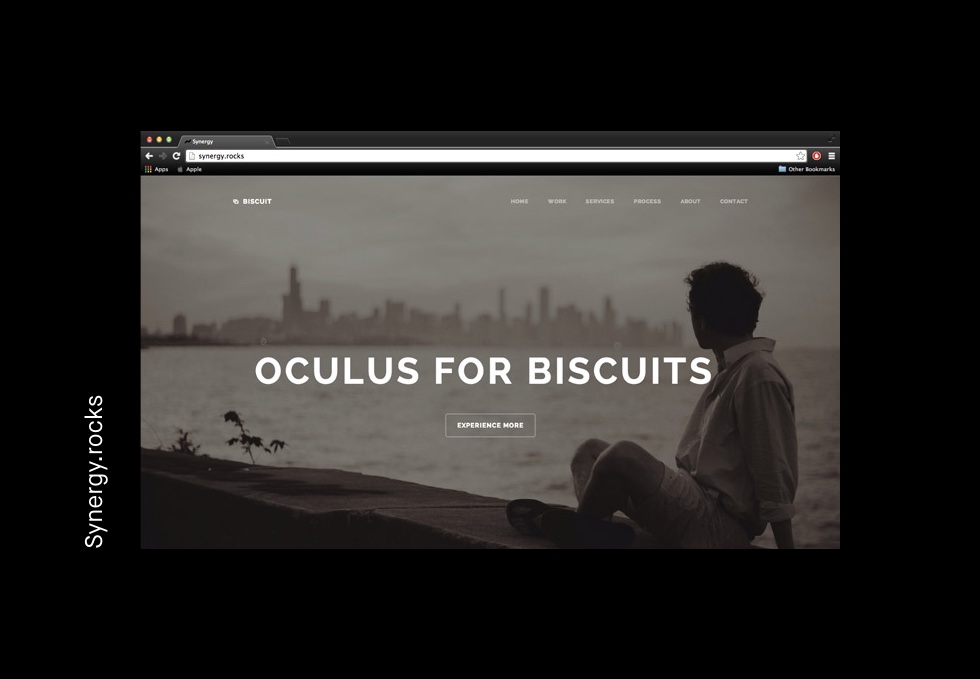 Synergy
synergy.rocks
Apps Apple Other Bookmarks
BISCUIT HOME WORK SERVICES PROCESS ABOUT CONTACT
OCULUS FOR BISCUITS
EXPERIENCE MORE
Synergy.rocks